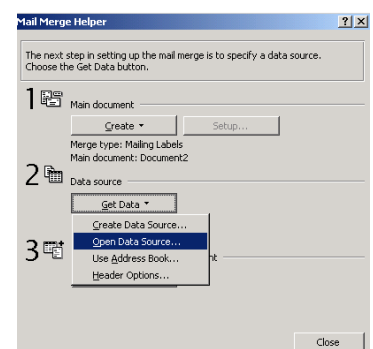 Mail Merge Helper
The next step in setting up the mail merge is to specify a data source.
Choose the Get Data button.
1
Main document
Create
Setup...
Merge type: Mailing Labels
Main document: Document2
2
Data source
Get Data
Create Data Source...
Open Data Source...
3
Use Address Book...
Header Options...
Close